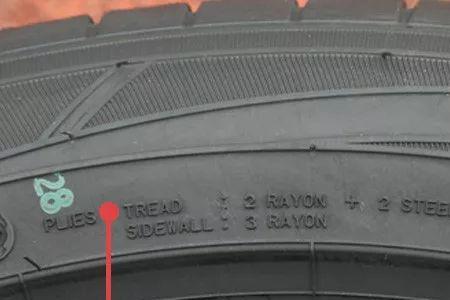 28
PLIES TREAD : 2 RAYON + 2 STEE
SIDEWALL : 3 RAYON